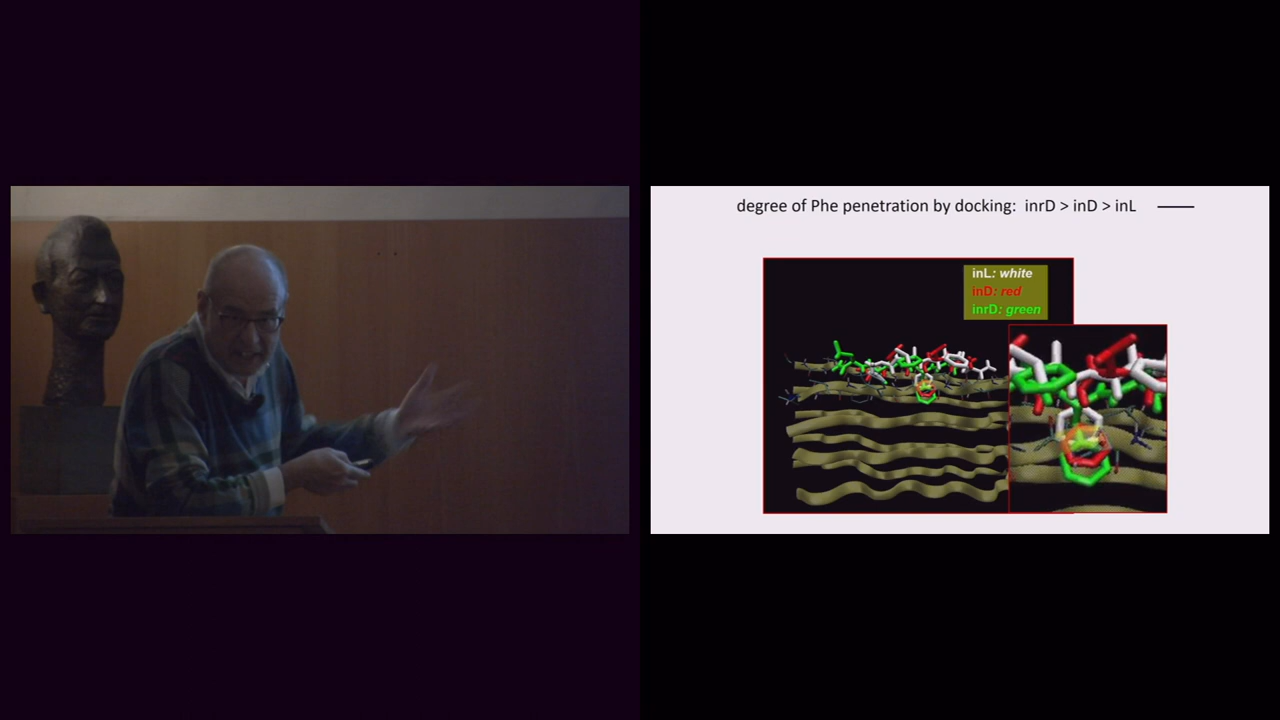 degree of Phe penetration by docking: inrD > inD > inL
inL: white
inD: red
inrD: green